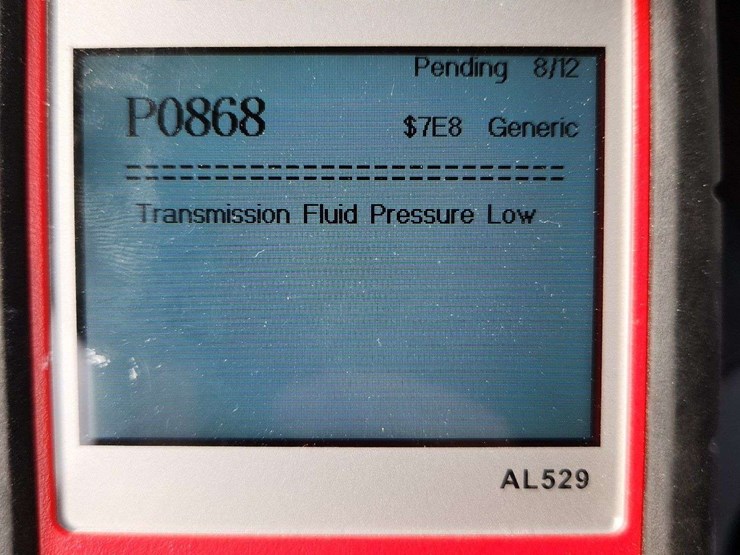 Pending 8/12
P0868 $7E8 Generic
Transmission Fluid Pressure Low
AL529